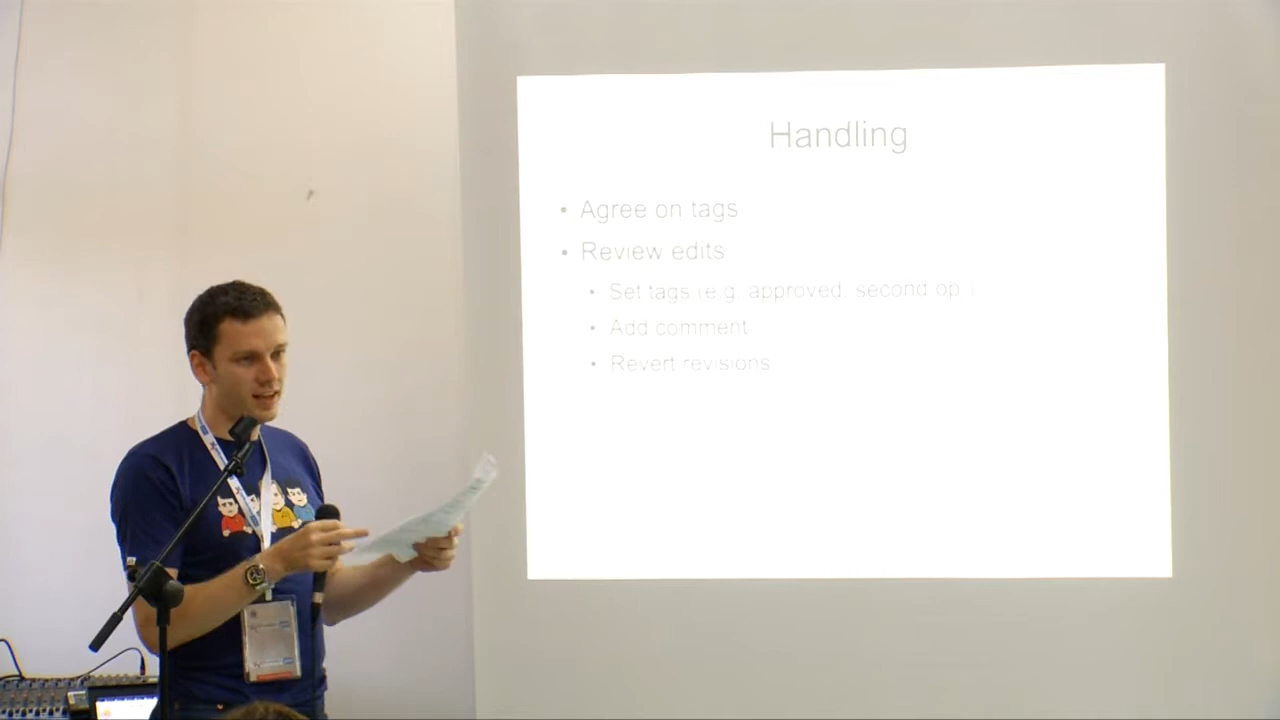 Handling
• Agree on tags
• Review edits
• Set tags (e.g. approved, second op.)
• Add comment
• Revert revisions